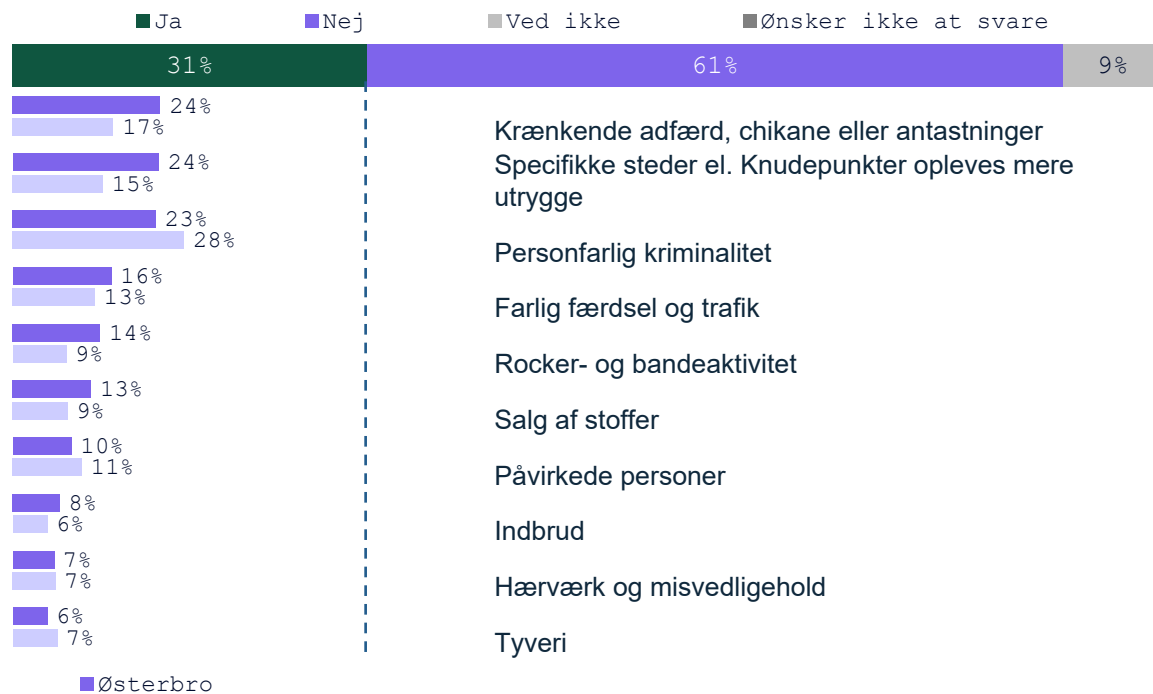 Ja Nej Ved ikke Ønsker ikke at svare
31% 61% 9%
24%
17%
Krænkende adfærd, chikane eller antastninger
24%
15%
Specifikke steder el. Knudepunkter opleves mere
utrygge
23%
28%
Personfarlig kriminalitet
16%
13%
Farlig færdsel og trafik
14%
9%
Rocker- og bandeaktivitet
13%
9%
Salg af stoffer
10%
11%
Påvirkede personer
8%
6%
Indbrud
7%
7%
Hærværk og misvedligehold
6%
7%
Tyveri
Østerbro